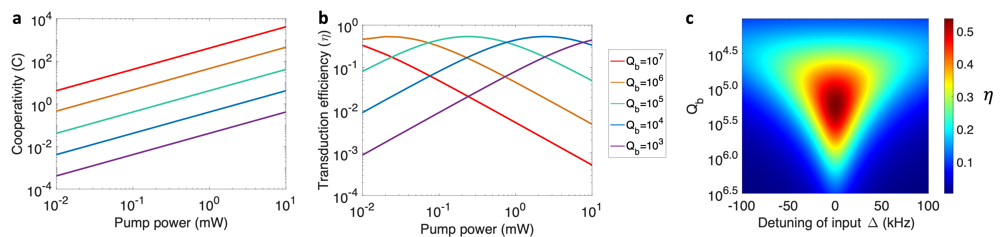 a
10^4
10^2
10^0
10^-2
10^-4
Cooperativity (C)
10^-2
10^-1
10^0
10^1
Pump power (mW)
b
10^0
10^-1
10^-2
10^-3
10^-4
Transduction efficiency (η)
10^-2
10^-1
10^0
10^1
Pump power (mW)
Q_b=10^7
Q_b=10^6
Q_b=10^5
Q_b=10^4
Q_b=10^3
c
10^4.5
10^5.0
10^5.5
10^6.0
10^6.5
Q_b
-100
-50
0
50
100
Detuning of input Δ (kHz)
0.5
0.4
0.3
0.2
0.1
η